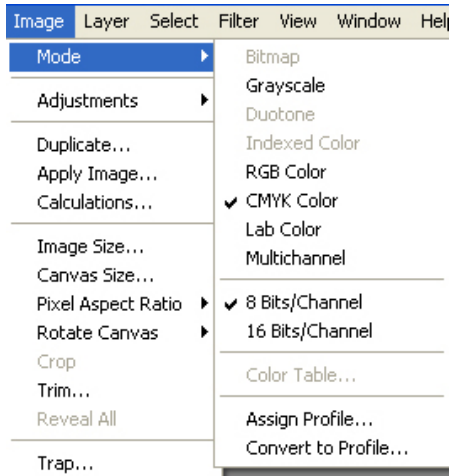 Image Layer Select Filter View Window Help
Mode
Adjustments
Duplicate...
Apply Image...
Calculations...
Image Size...
Canvas Size...
Pixel Aspect Ratio
Rotate Canvas
Crop
Trim...
Reveal All
Trap...
Bitmap
Grayscale
Duotone
Indexed Color
RGB Color
CMYK Color
Lab Color
Multichannel
8 Bits/Channel
16 Bits/Channel
Color Table...
Assign Profile...
Convert to Profile...